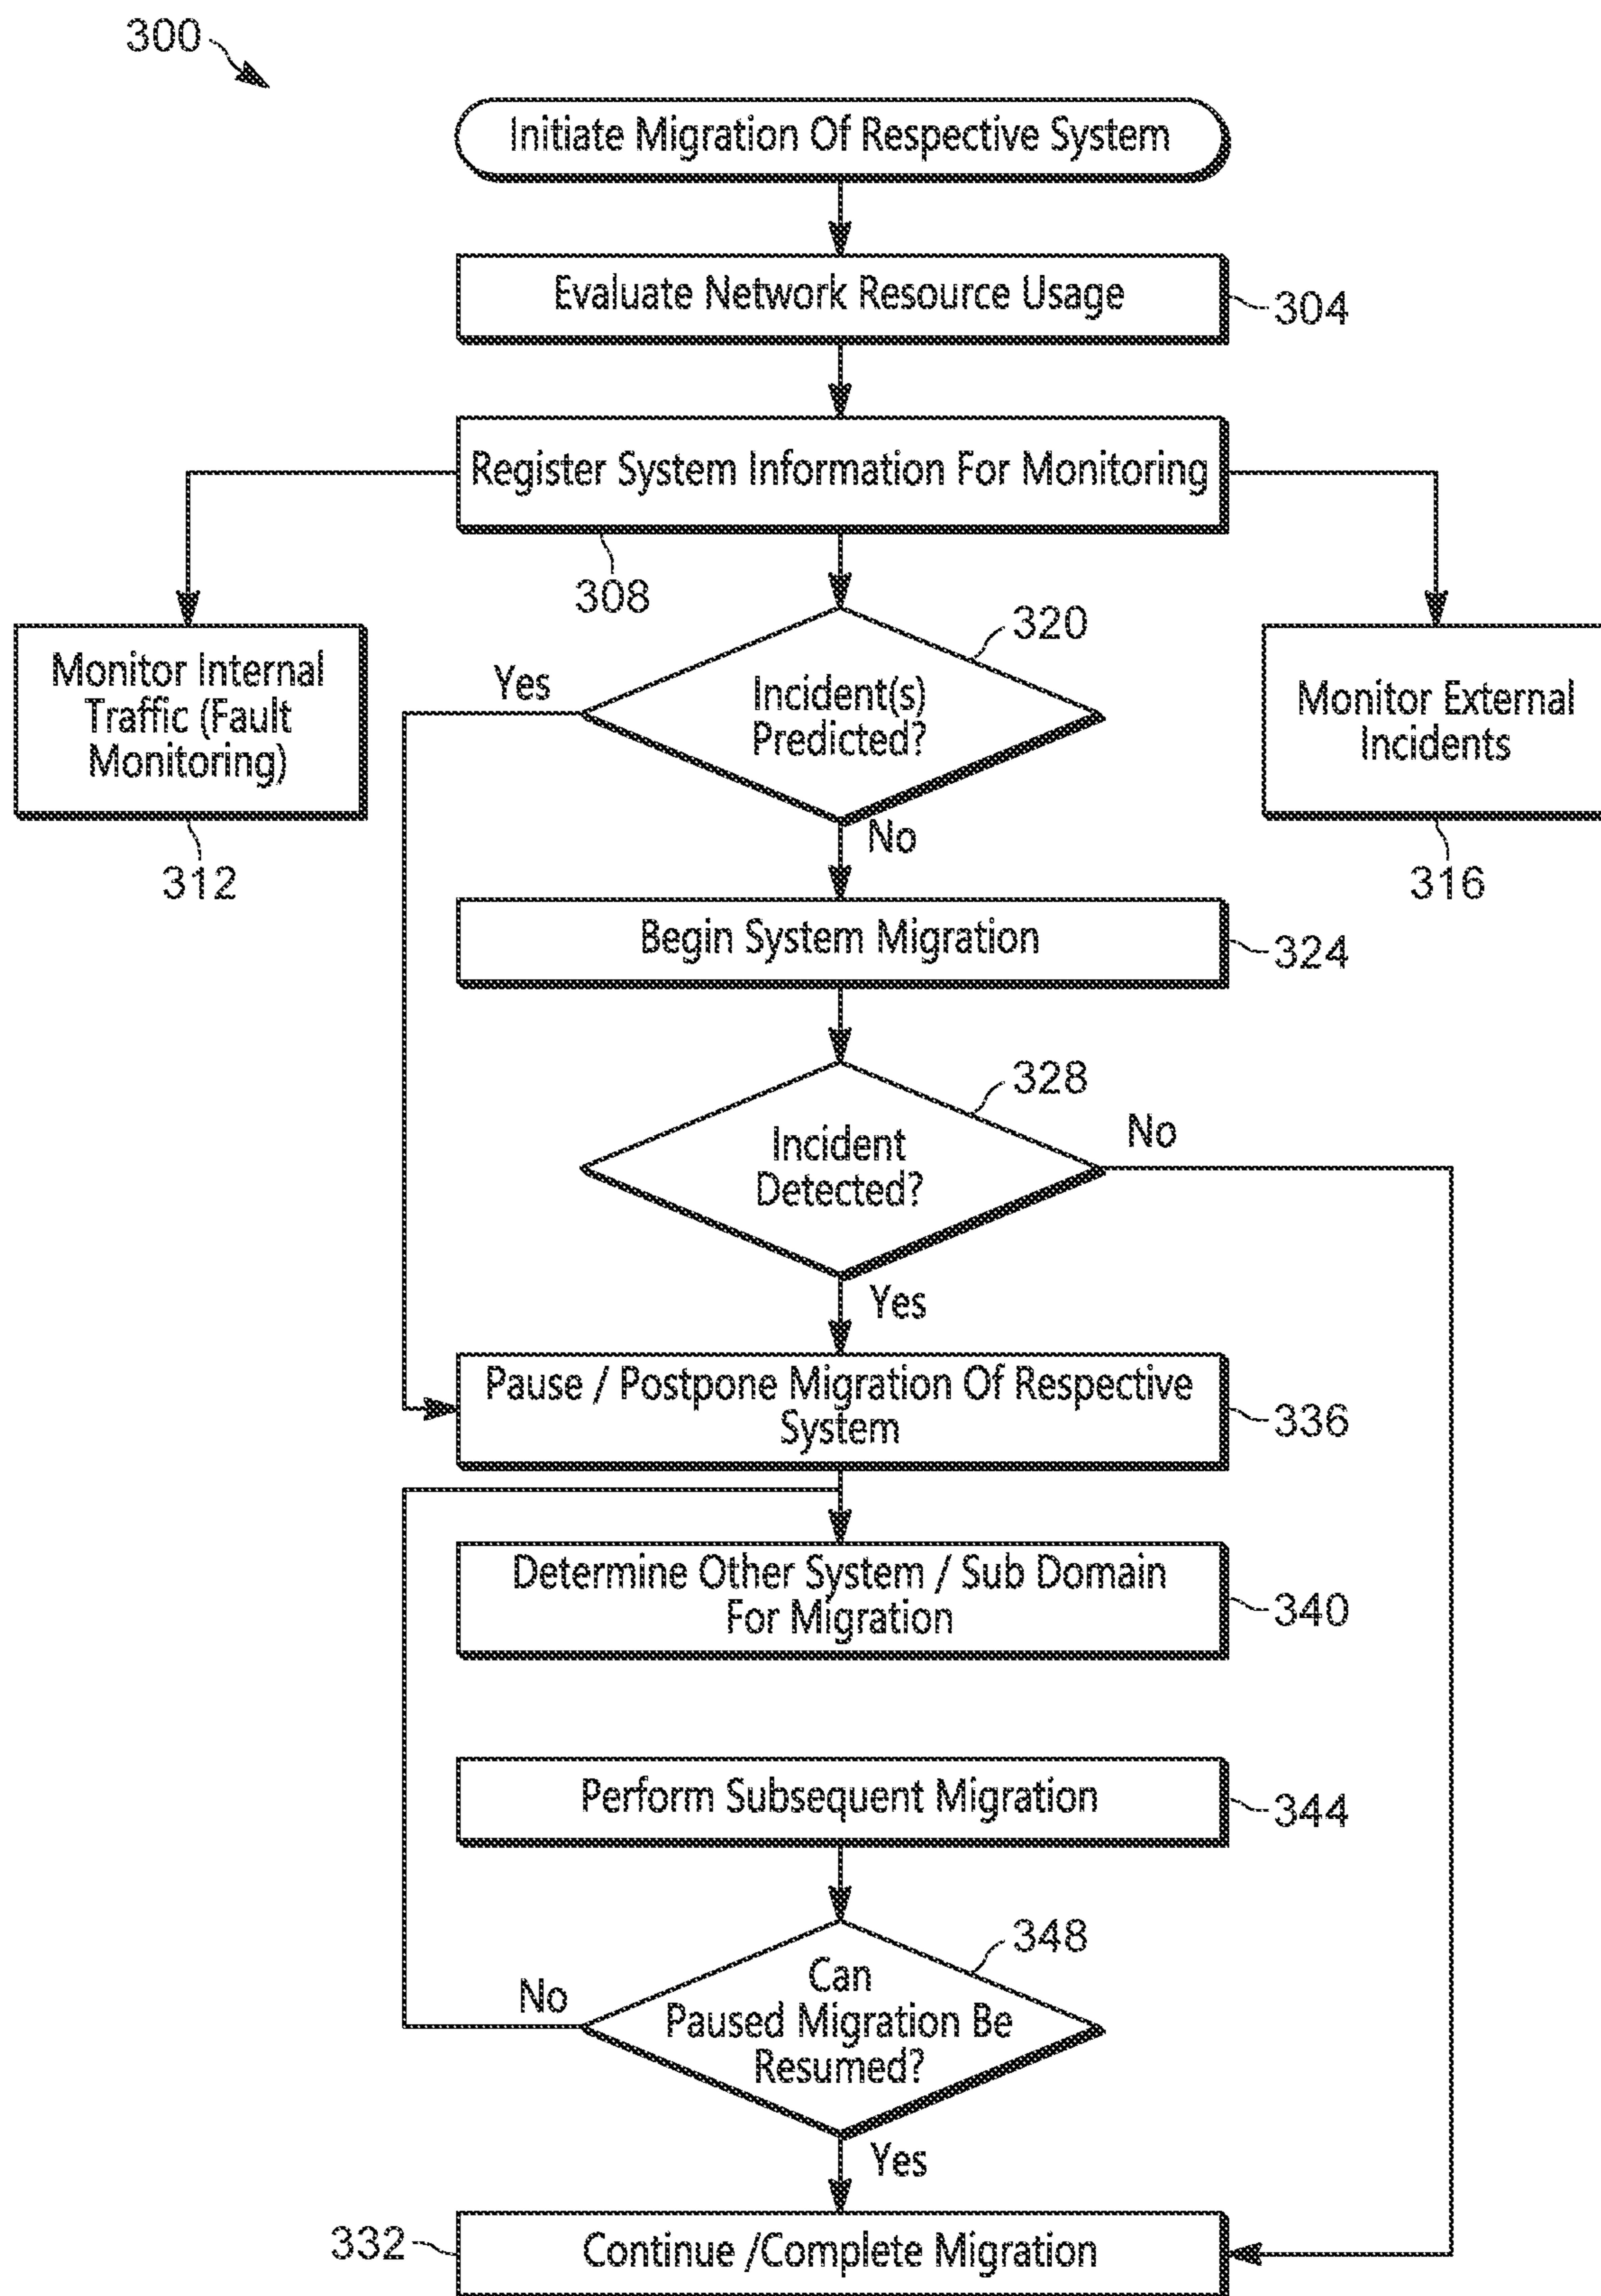 300
Initiate Migration Of Respective System
Evaluate Network Resource Usage
304
Register System Information For Monitoring
308
320
Monitor Internal
Traffic (Fault
Monitoring)
312
Yes
Incident(s)
Predicted?
No
Monitor External
Incidents
316
Begin System Migration
324
328
Incident
Detected?
No
Yes
Pause / Postpone Migration Of Respective
System
336
Determine Other System / Sub Domain
For Migration
340
Perform Subsequent Migration
344
348
Can
Paused Migration Be
Resumed?
No
Yes
332
Continue /Complete Migration